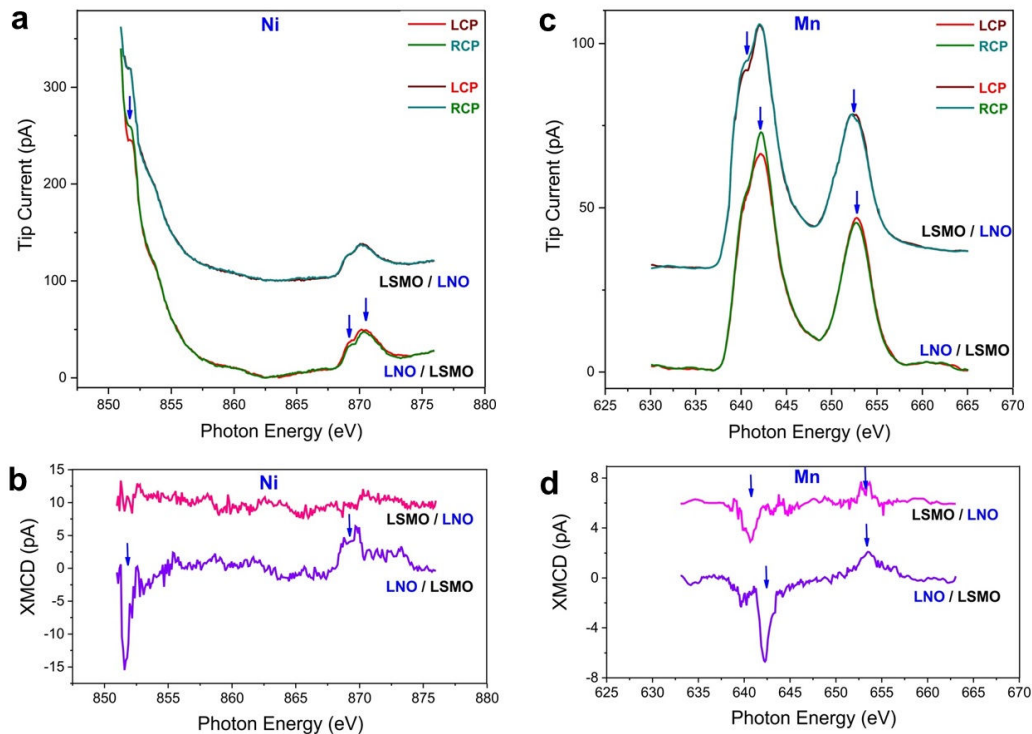 a
Ni
LCP
RCP
LCP
RCP
Tip Current (pA)
300
200
100
0
LSMO / LNO
LNO / LSMO
850 855 860 865 870 875 880
Photon Energy (eV)
c
Mn
LCP
RCP
LCP
RCP
Tip Current (pA)
100
50
0
LSMO / LNO
LNO / LSMO
625 630 635 640 645 650 655 660 665 670
Photon Energy (eV)
b
Ni
XMCD (pA)
15
10
5
0
-5
-10
-15
LSMO / LNO
LNO / LSMO
850 855 860 865 870 875 880
Photon Energy (eV)
d
Mn
XMCD (pA)
8
4
0
-4
-8
LSMO / LNO
LNO / LSMO
625 630 635 640 645 650 655 660 665 670
Photon Energy (eV)